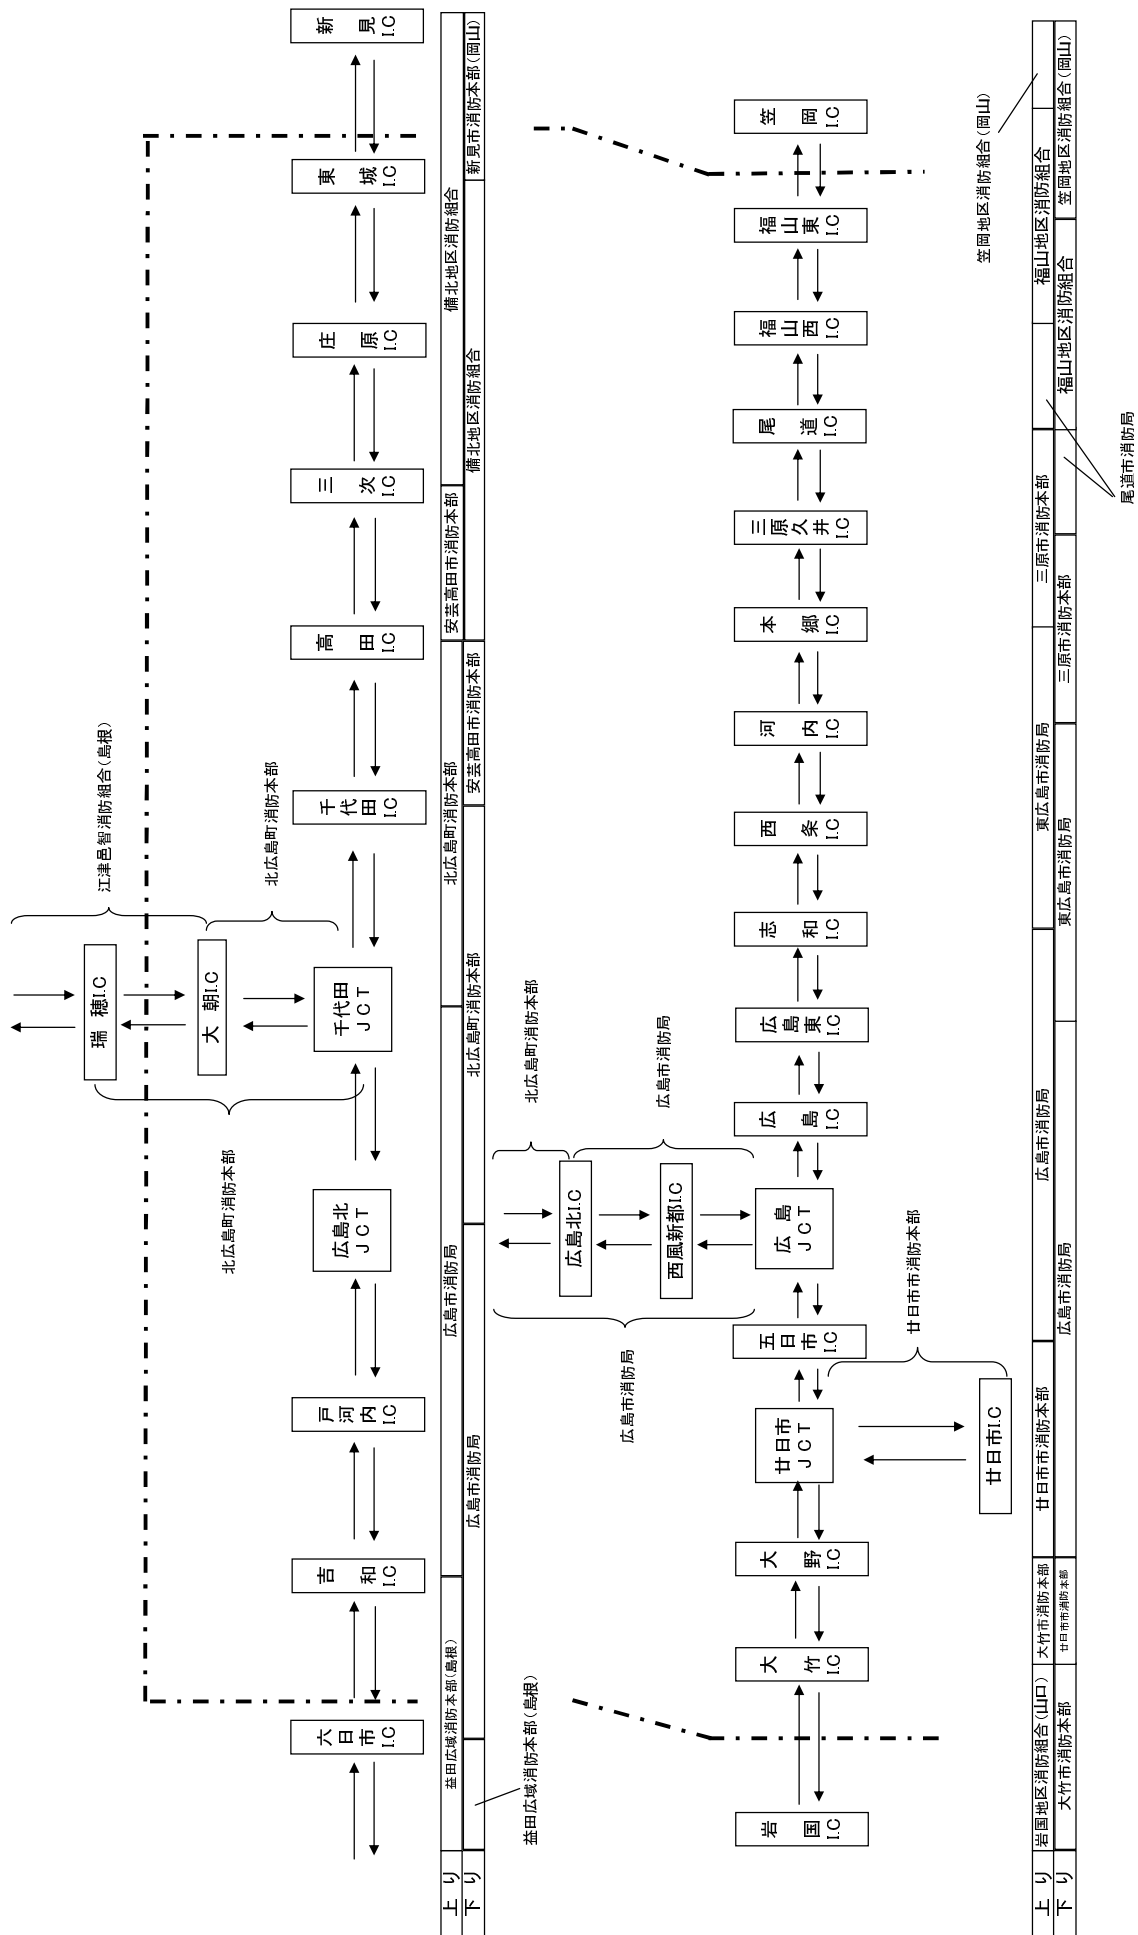 六日市I.C
吉和I.C
戸河内I.C
広島北JCT
千代田JCT
千代田I.C
高田I.C
三次I.C
庄原I.C
東城I.C
新見I.C
瑞穂I.C
大朝I.C
江津邑智消防組合(島根)
北広島町消防本部
北広島町消防本部
上り
益田広域消防本部(島根)
広島市消防局
北広島町消防本部
安芸高田市消防本部
備北地区消防組合
下り
広島市消防局
北広島町消防本部
安芸高田市消防本部
備北地区消防組合
新見市消防本部(岡山)
益田広域消防本部(島根)
北広島町消防本部
広島市消防局
広島北I.C
西風新都I.C
広島市消防局
岩国I.C
大竹I.C
大野I.C
廿日市JCT
五日市I.C
広島JCT
広島I.C
広島東I.C
志和I.C
西条I.C
河内I.C
本郷I.C
三原久井I.C
尾道I.C
福山西I.C
福山東I.C
笠岡I.C
廿日市市消防本部
廿日市I.C
笠岡地区消防組合(岡山)
上り
岩国地区消防組合(山口)
大竹市消防本部
廿日市市消防本部
広島市消防局
東広島市消防局
三原市消防本部
福山地区消防組合
下り
大竹市消防本部
廿日市市消防本部
広島市消防局
東広島市消防局
三原市消防本部
福山地区消防組合
笠岡地区消防組合(岡山)
尾道市消防局